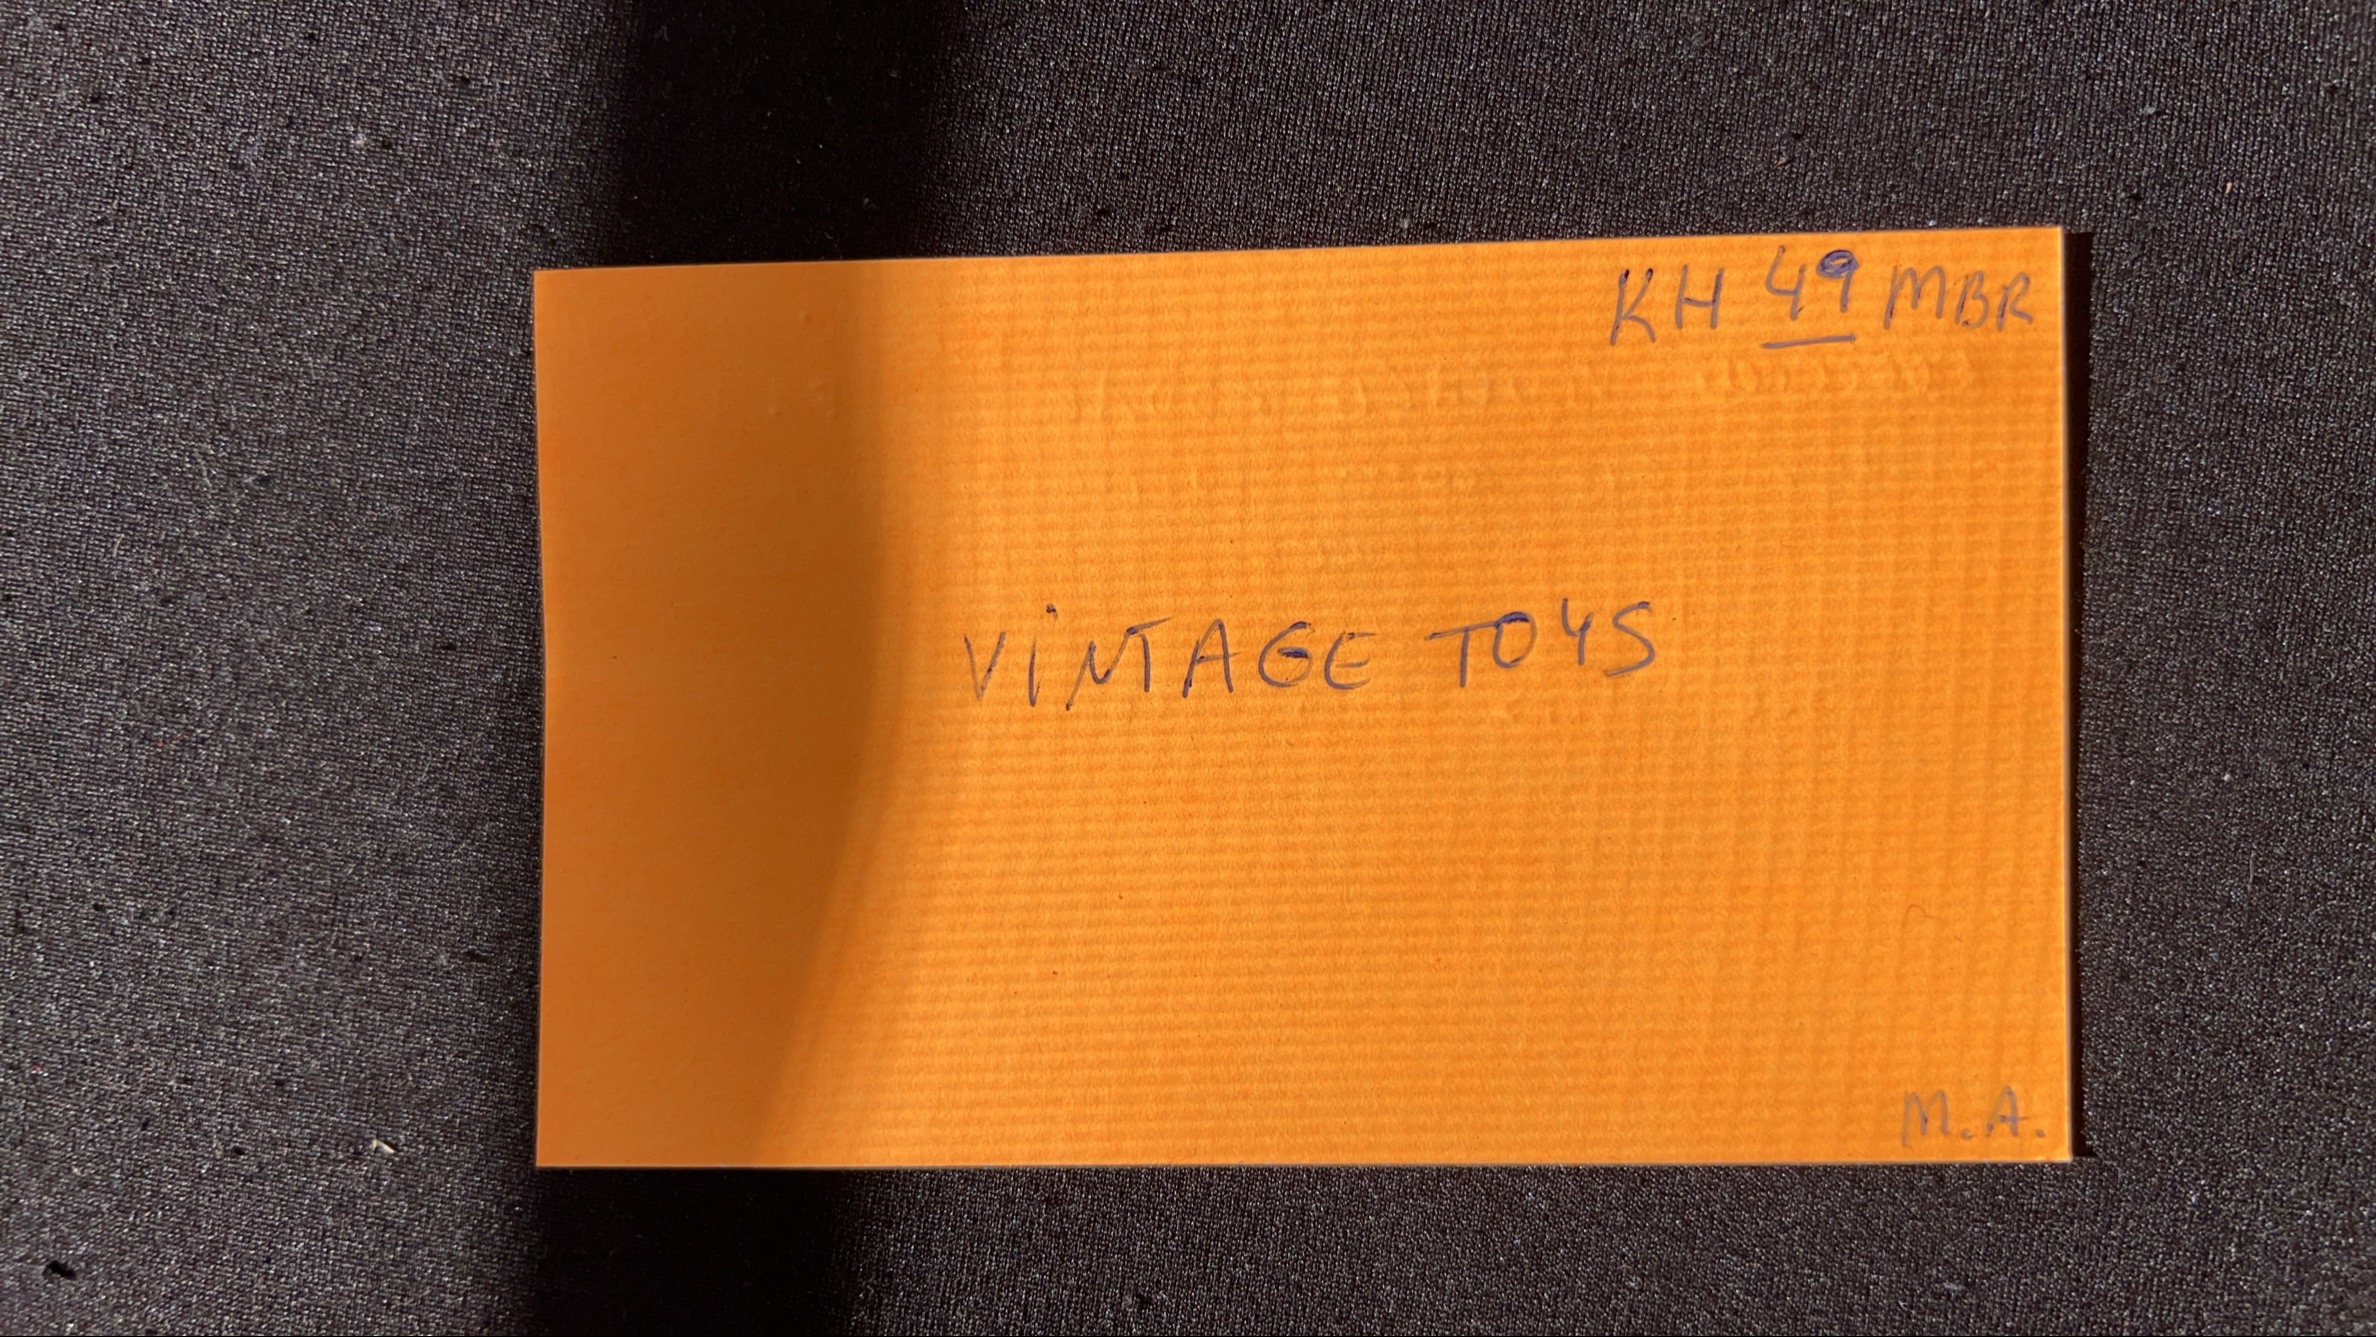 KH 49 MBR
ViNTAGE TOYS
M.A.